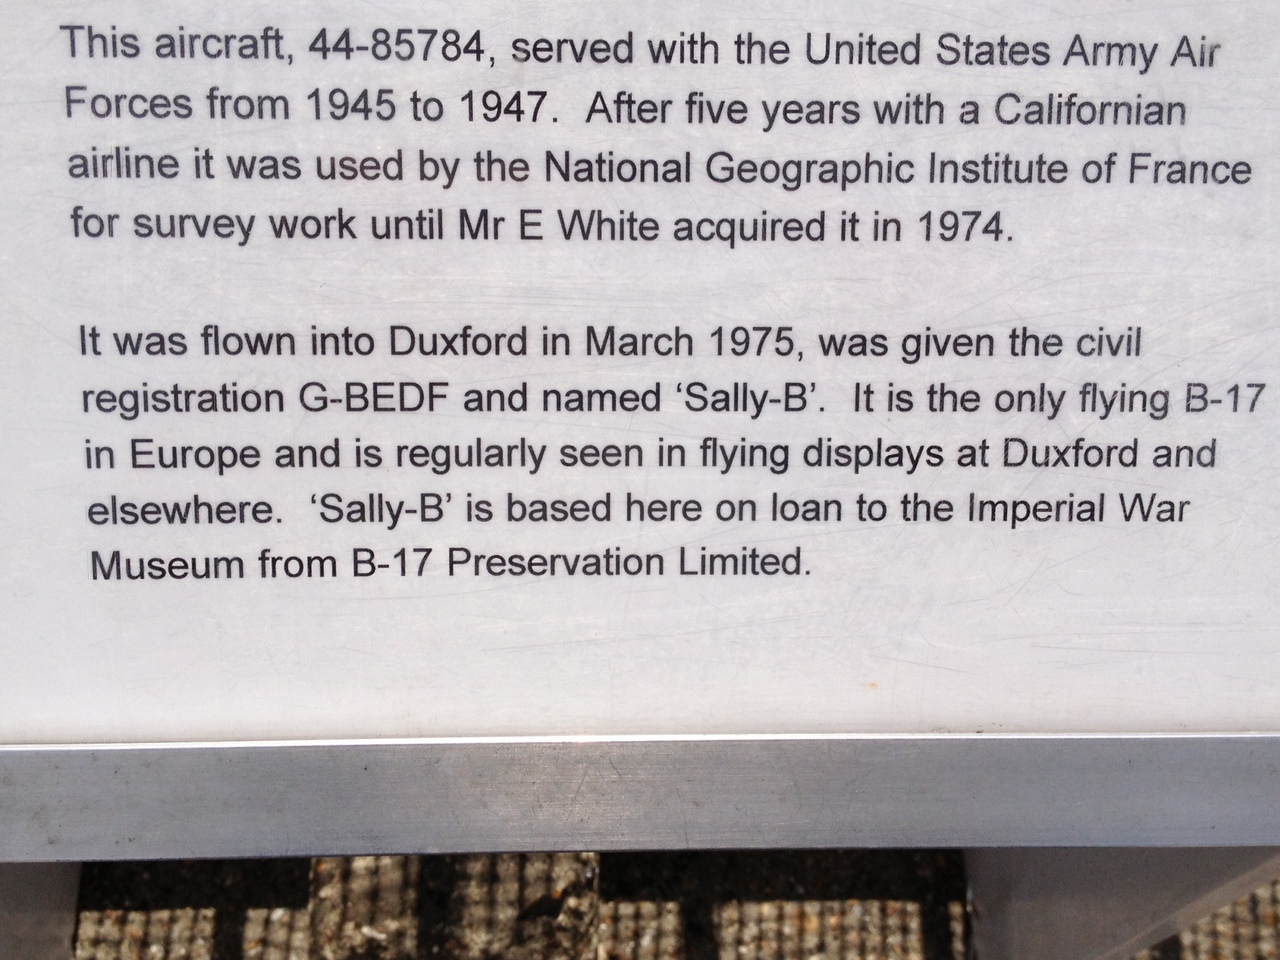 This aircraft, 44-85784, served with the United States Army Air
Forces from 1945 to 1947.  After five years with a Californian
airline it was used by the National Geographic Institute of France
for survey work until Mr E White acquired it in 1974.
It was flown into Duxford in March 1975, was given the civil
registration G-BEDF and named ‘Sally-B’.  It is the only flying B-17
in Europe and is regularly seen in flying displays at Duxford and
elsewhere.  ‘Sally-B’ is based here on loan to the Imperial War
Museum from B-17 Preservation Limited.